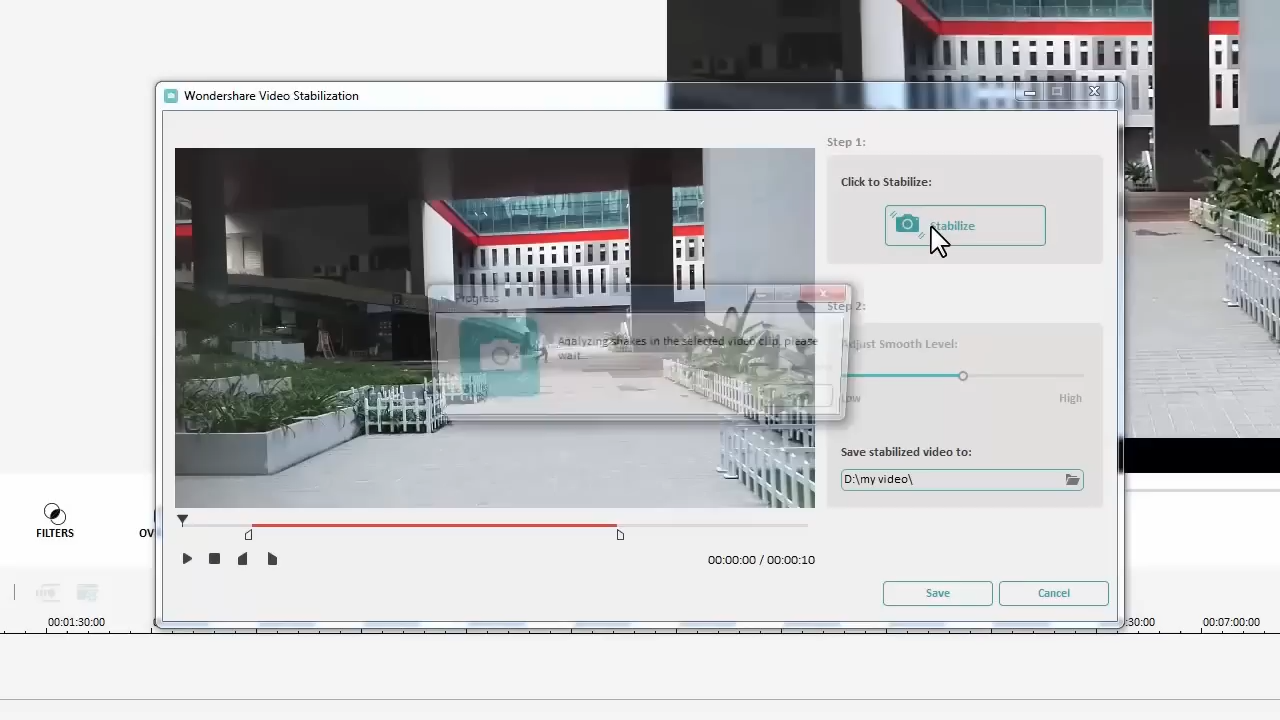 Wondershare Video Stabilization
Step 1:
Click to Stabilize:
Stabilize
Progress
Analyzing shakes in the selected video clip, please
wait...
Step 2:
Adjust Smooth Level:
Low
High
Save stabilized video to:
D:\my video\
00:00:00 / 00:00:10
Save
Cancel
FILTERS
OV
00:01:30:00
:30:00
00:07:00:00